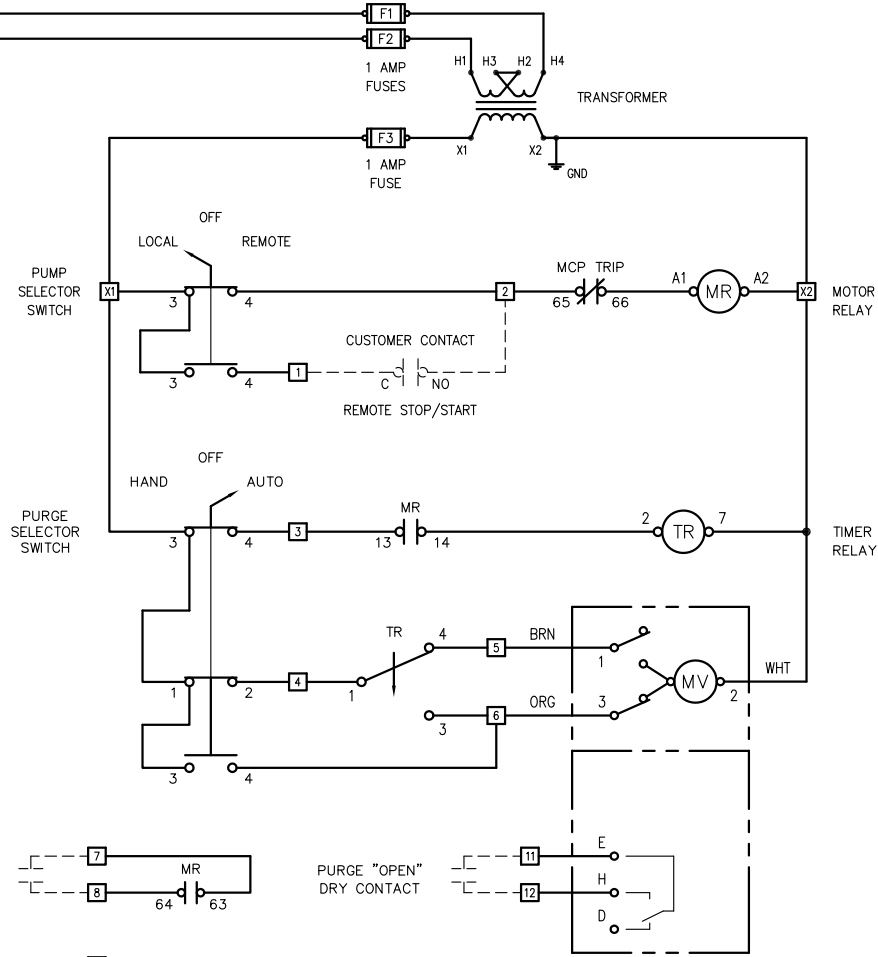 F1
F2
1 AMP
FUSES
H1 H3 H2 H4
TRANSFORMER
F3
1 AMP
FUSE
X1 X2
GND
OFF
LOCAL REMOTE
PUMP
SELECTOR
SWITCH
X1
3 4
2
MCP TRIP
65 66
A1 MR A2
X2
MOTOR
RELAY
CUSTOMER CONTACT
3 4
1
C NO
REMOTE STOP/START
OFF
HAND AUTO
PURGE
SELECTOR
SWITCH
3 4
3
MR
13 14
2 TR 7
TIMER
RELAY
TR
4
5
BRN
1
1 2
4
1
MV
2
WHT
3
6
ORG
3
3 4
7
MR
8
64 63
PURGE "OPEN"
DRY CONTACT
11
E
12
H
D